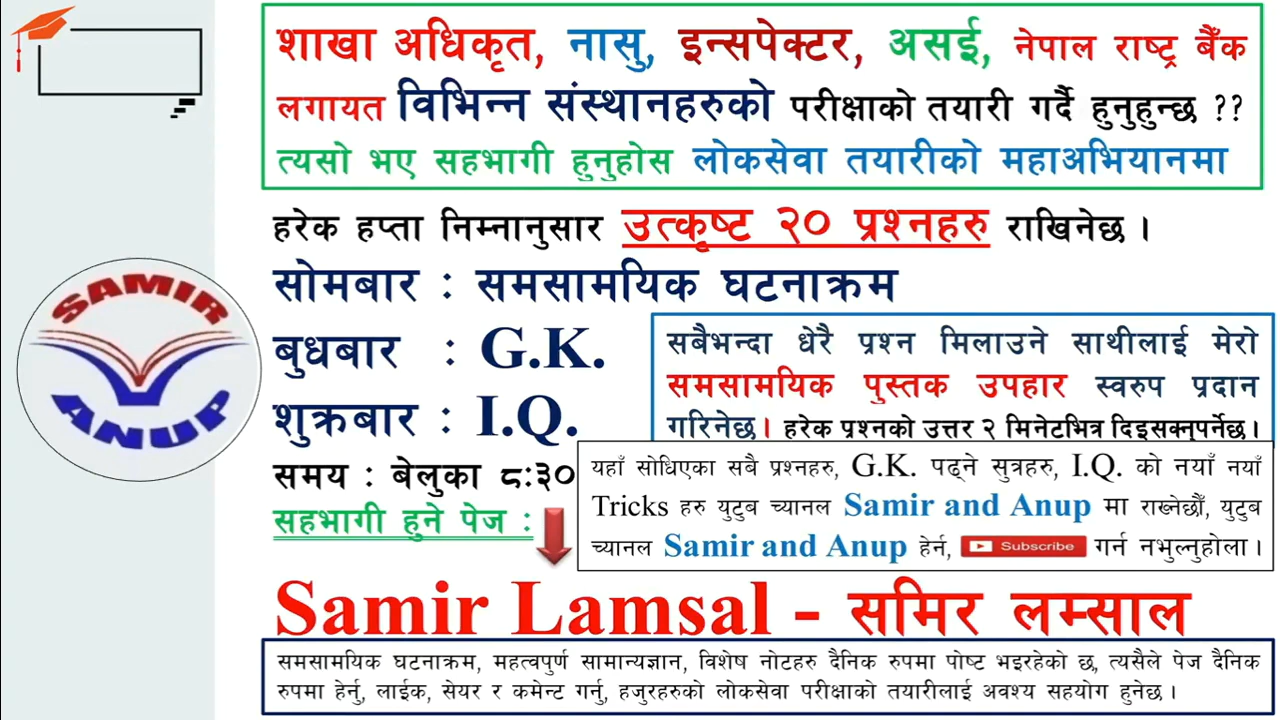 शाखा अधिकृत, नासु, इन्सपेक्टर, असई, नेपाल राष्ट्र बैँक
लगायत विभिन्न संस्थानहरुको परीक्षाको तयारी गर्दै हुनुहुन्छ ??
त्यसो भए सहभागी हुनुहोस लोकसेवा तयारीको महाअभियानमा
हरेक हप्ता निम्नानुसार उत्कृष्ट २० प्रश्नहरु राखिनेछ ।
सोमबार : समसामयिक घटनाक्रम
बुधबार : G.K.
शुक्रबार : I.Q.
समय : बेलुका ८:३०
सहभागी हुने पेज :
सबैभन्दा धेरै प्रश्न मिलाउने साथीलाई मेरो
समसामयिक पुस्तक उपहार स्वरुप प्रदान
गरिनेछ। हरेक प्रश्नको उत्तर २ मिनेटभित्र दिइसक्नुपर्नेछ।
यहाँ सोधिएका सबै प्रश्नहरु, G.K. पढ्ने सुत्रहरु, I.Q. को नयाँ नयाँ
Tricks हरु युटुब च्यानल Samir and Anup मा राख्नेछौँ, युटुब
च्यानल Samir and Anup हेर्न, Subscribe गर्न नभुल्नुहोला।
Samir Lamsal - समिर लम्साल
समसामयिक घटनाक्रम, महत्वपुर्ण सामान्यज्ञान, विशेष नोटहरु दैनिक रुपमा पोष्ट भइरहेको छ, त्यसैले पेज दैनिक
रुपमा हेर्नु, लाईक, सेयर र कमेन्ट गर्नु, हजुरहरुको लोकसेवा परीक्षाको तयारीलाई अवश्य सहयोग हुनेछ ।
SAMIR
ANUP